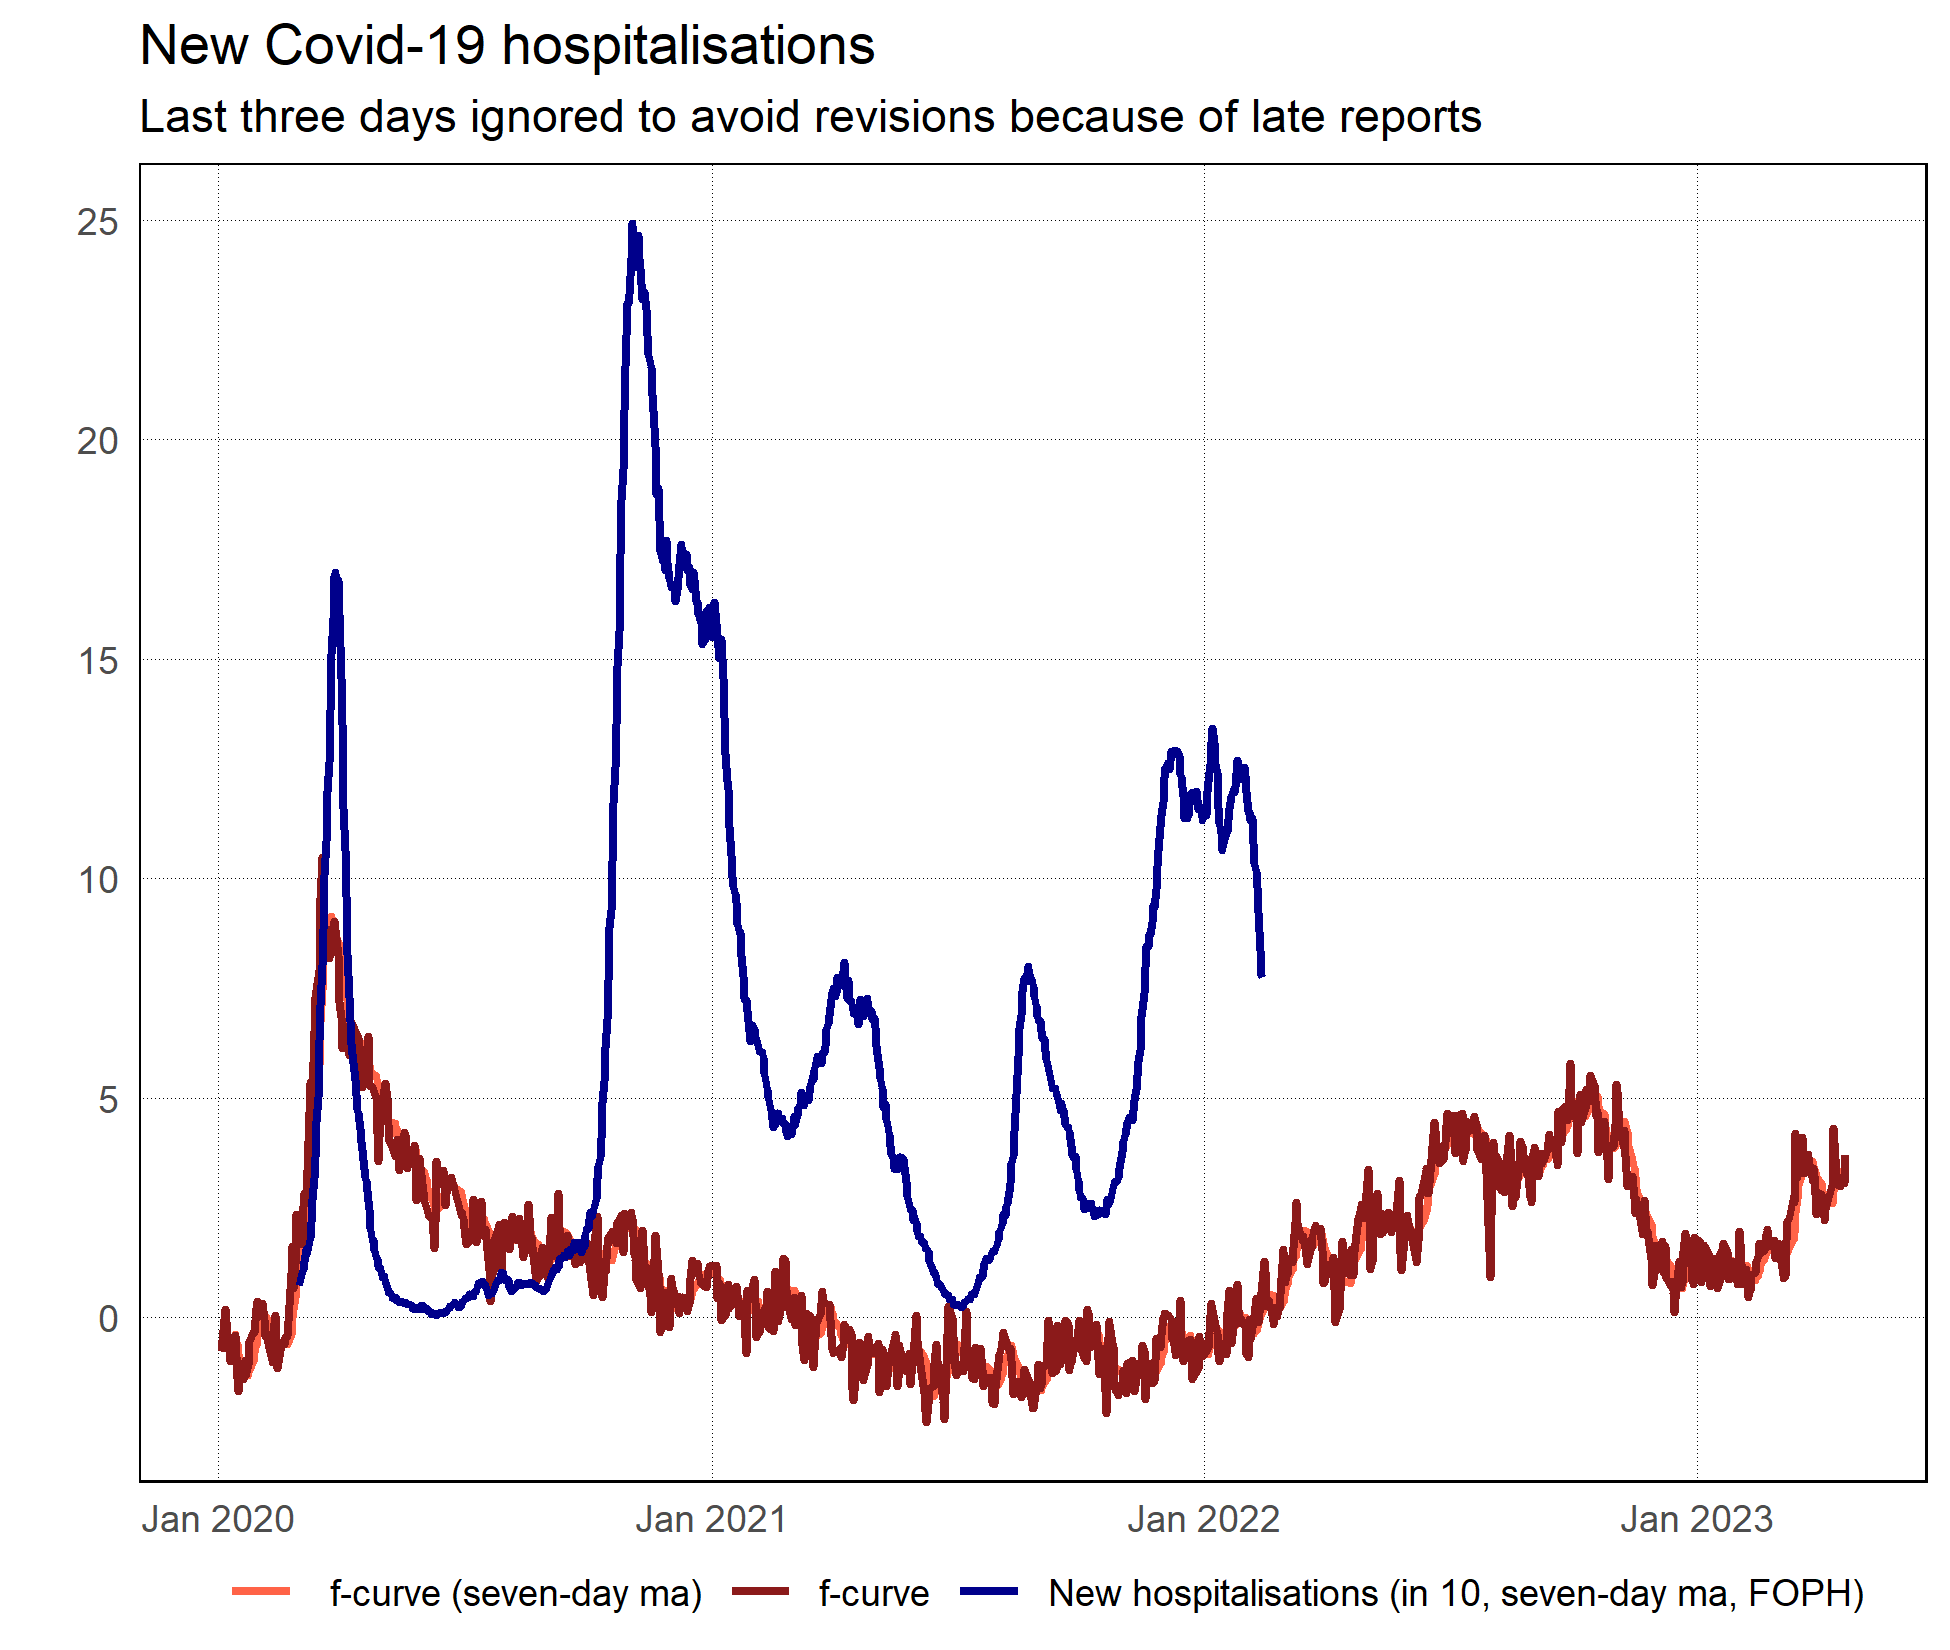 New Covid-19 hospitalisations
Last three days ignored to avoid revisions because of late reports
25
20
15
10
5
0
Jan 2020 Jan 2021 Jan 2022 Jan 2023
f-curve (seven-day ma) f-curve New hospitalisations (in 10, seven-day ma, FOPH)